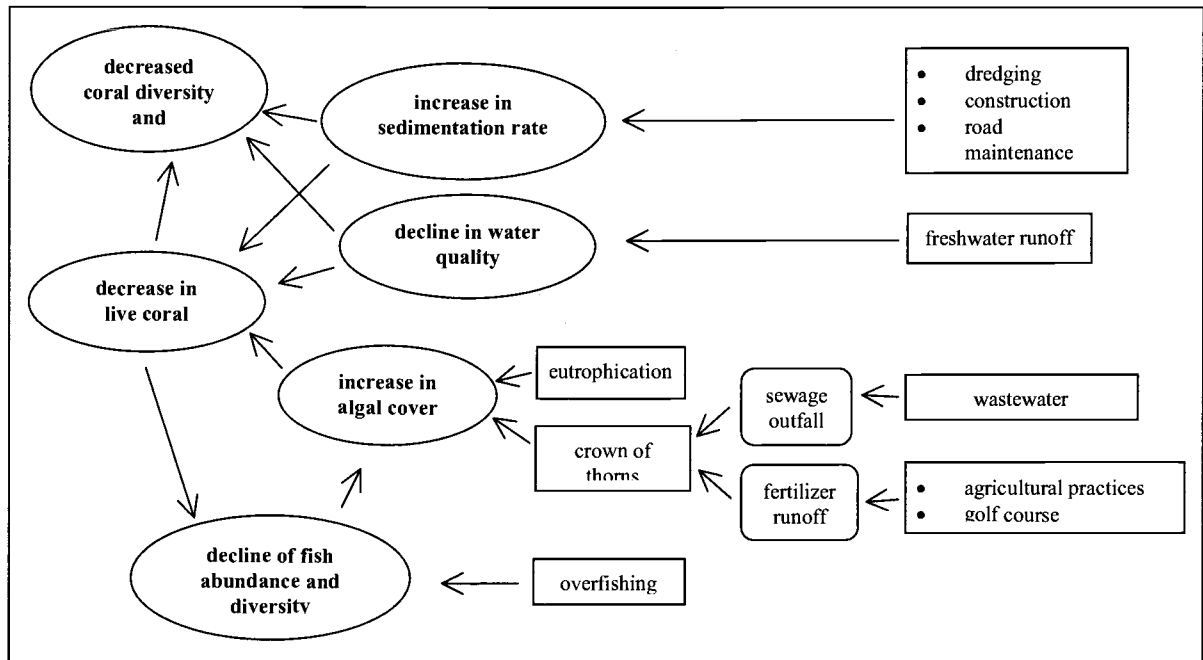 decreased
coral diversity
and
increase in
sedimentation rate
• dredging
• construction
• road
maintenance
decline in water
quality
freshwater runoff
decrease in
live coral
increase in
algal cover
eutrophication
crown of
thorns
sewage
outfall
wastewater
fertilizer
runoff
• agricultural practices
• golf course
decline of fish
abundance and
diversity
overfishing